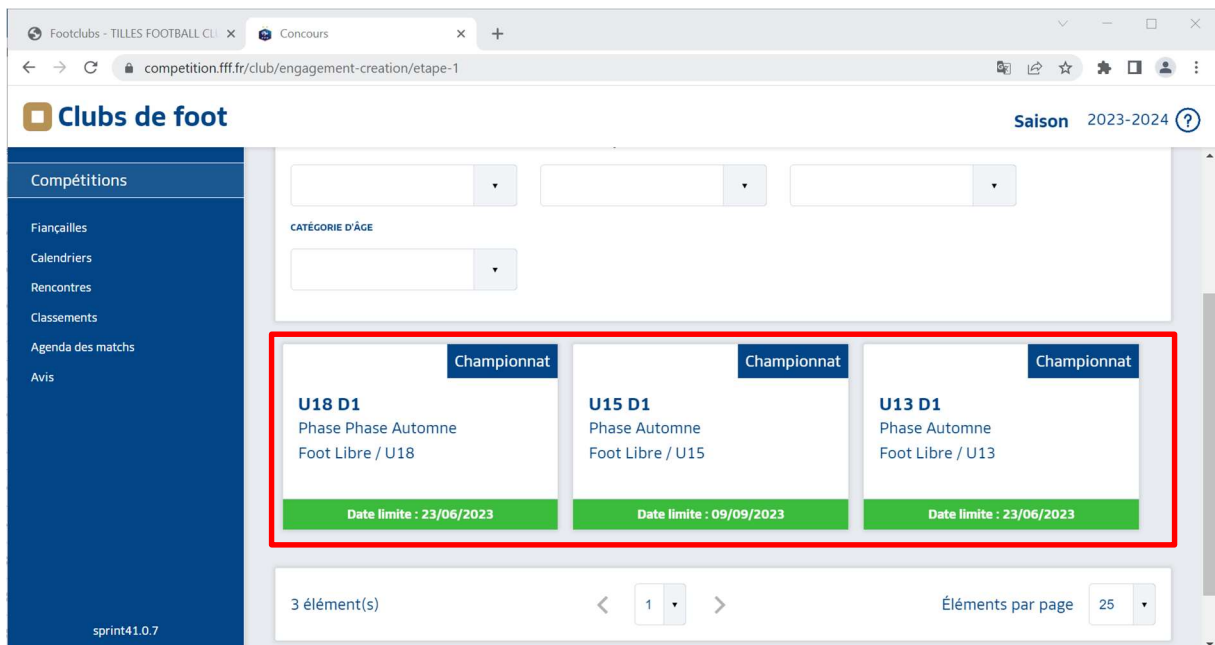 Footclubs - TILLES FOOTBALL CL
Concours
competition.fff.fr/club/engagement-creation/etape-1
Clubs de foot
Saison 2023-2024 ?
Compétitions
Fiançailles
Calendriers
Rencontres
Classements
Agenda des matchs
Avis
sprint41.0.7
CATÉGORIE D'ÂGE
Championnat
U18 D1
Phase Phase Automne
Foot Libre / U18
Date limite : 23/06/2023
Championnat
U15 D1
Phase Automne
Foot Libre / U15
Date limite : 09/09/2023
Championnat
U13 D1
Phase Automne
Foot Libre / U13
Date limite : 23/06/2023
3 élément(s)
1
Éléments par page 25